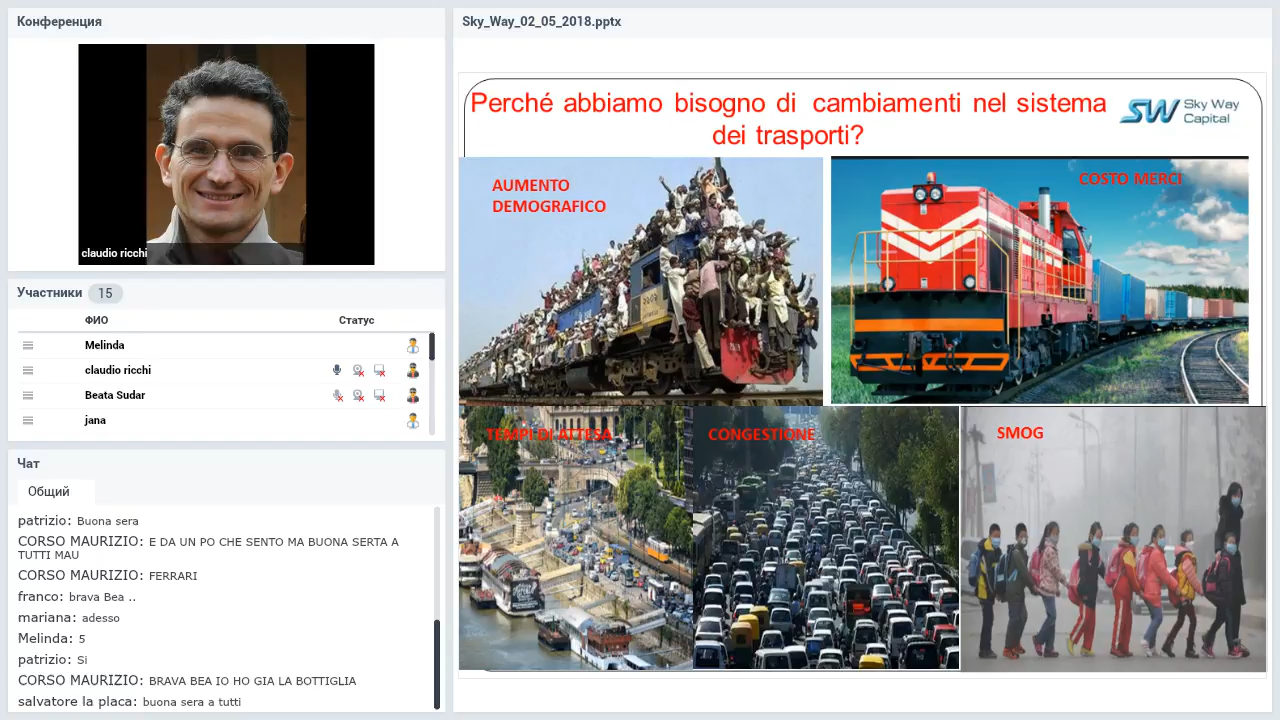 Конференция
claudio ricchi
Участники 15
ФИО Статус
Melinda
claudio ricchi
Beata Sudar
jana
Чат
Общий
patrizio: Buona sera
CORSO MAURIZIO: E DA UN PO CHE SENTO MA BUONA SERTA A
TUTTI MAU
CORSO MAURIZIO: FERRARI
franco: brava Bea ..
mariana: adesso
Melinda: 5
patrizio: Si
CORSO MAURIZIO: BRAVA BEA IO HO GIA LA BOTTIGLIA
salvatore la placa: buona sera a tutti
Sky_Way_02_05_2018.pptx
Perché abbiamo bisogno di cambiamenti nel sistema
dei trasporti?
SW Sky Way
Capital
AUMENTO
DEMOGRAFICO
COSTO MERCI
TEMPI DI ATTESA
CONGESTIONE
SMOG